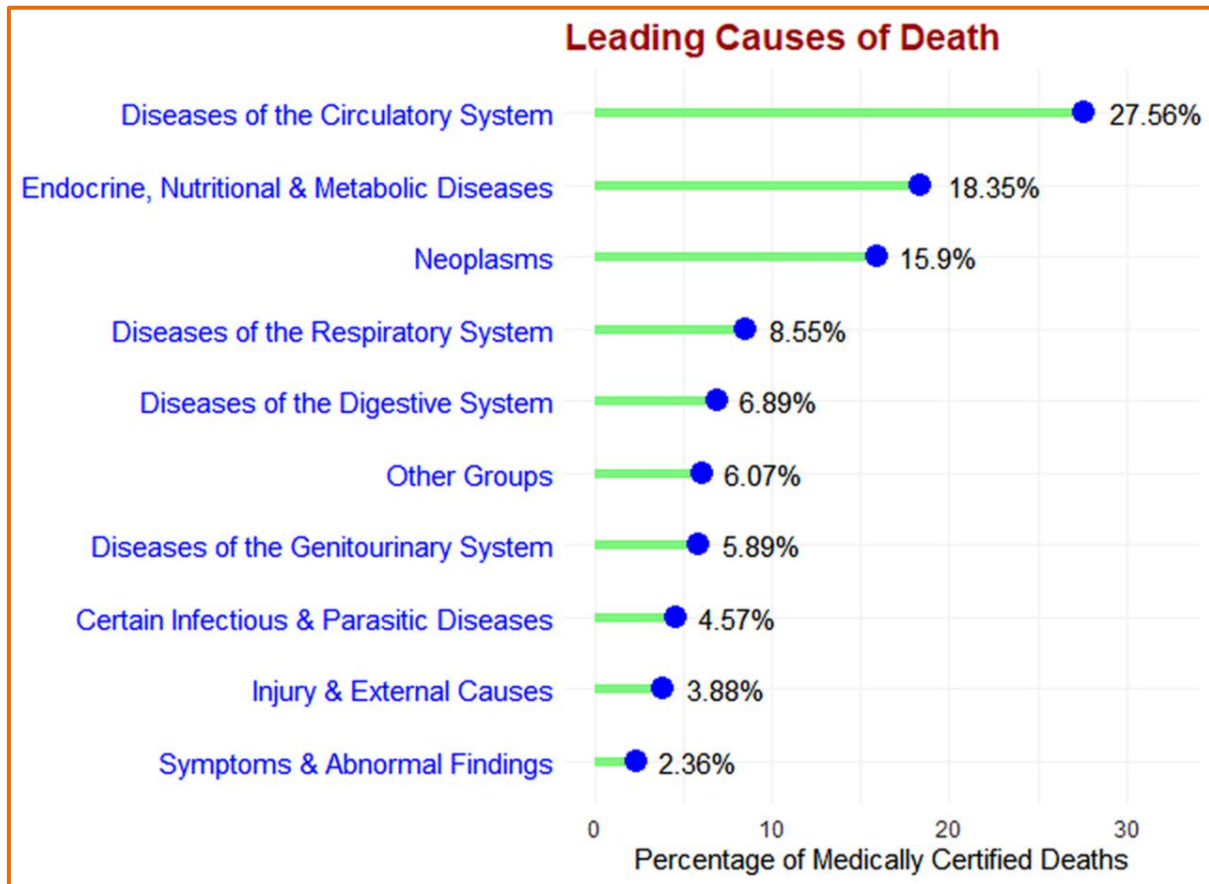 Leading Causes of Death
Diseases of the Circulatory System 27.56%
Endocrine, Nutritional & Metabolic Diseases 18.35%
Neoplasms 15.9%
Diseases of the Respiratory System 8.55%
Diseases of the Digestive System 6.89%
Other Groups 6.07%
Diseases of the Genitourinary System 5.89%
Certain Infectious & Parasitic Diseases 4.57%
Injury & External Causes 3.88%
Symptoms & Abnormal Findings 2.36%
0 10 20 30
Percentage of Medically Certified Deaths